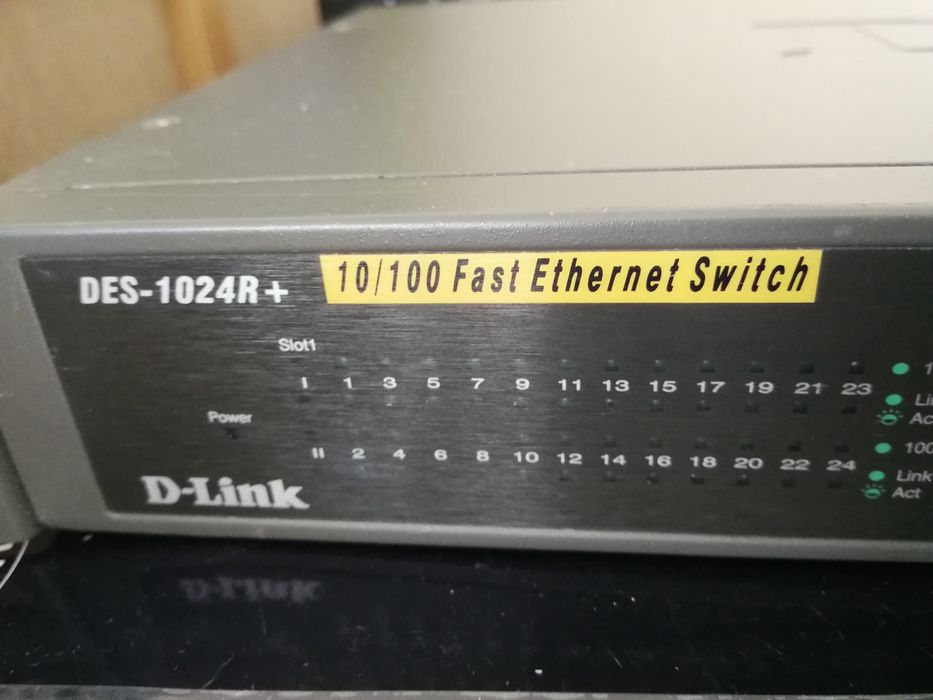 DES-1024R+
10/100 Fast Ethernet Switch
Slot1
I 1 3 5 7 9 11 13 15 17 19 21 23
Power
II 2 4 6 8 10 12 14 16 18 20 22 24
D-Link
Act
100
Link
Act